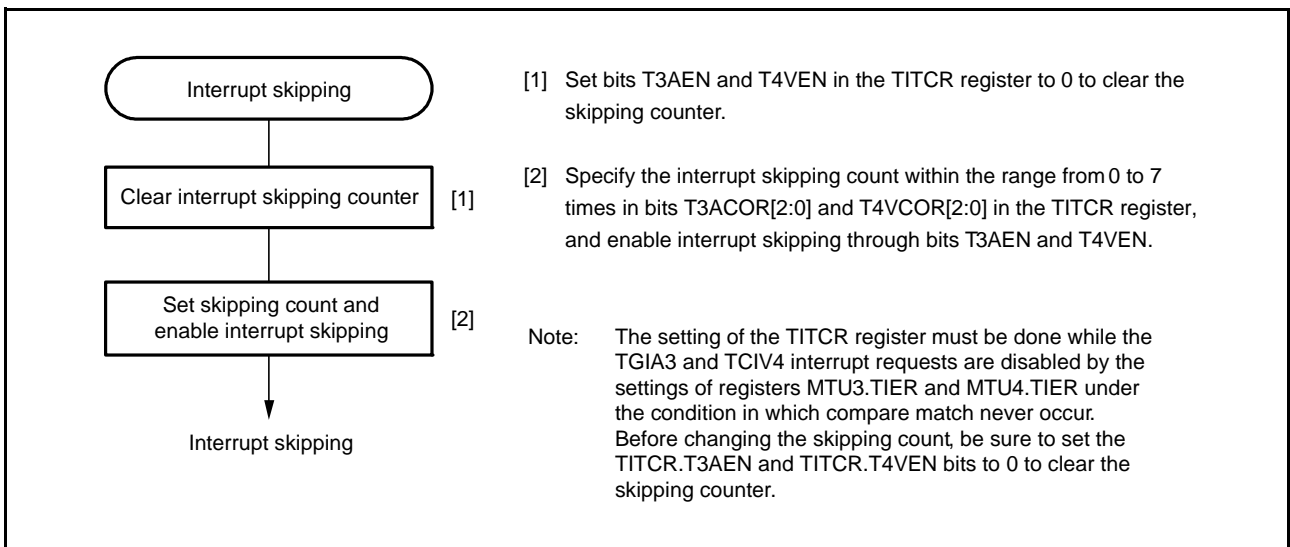 Interrupt skipping
Clear interrupt skipping counter
[1]
Set skipping count and
enable interrupt skipping
[2]
Interrupt skipping
[1] Set bits T3AEN and T4VEN in the TITCR register to 0 to clear the
skipping counter.
[2] Specify the interrupt skipping count within the range from 0 to 7
times in bits T3ACOR[2:0] and T4VCOR[2:0] in the TITCR register,
and enable interrupt skipping through bits T3AEN and T4VEN.
Note: The setting of the TITCR register must be done while the
TGIA3 and TCIV4 interrupt requests are disabled by the
settings of registers MTU3.TIER and MTU4.TIER under
the condition in which compare match never occur.
Before changing the skipping count, be sure to set the
TITCR.T3AEN and TITCR.T4VEN bits to 0 to clear the
skipping counter.